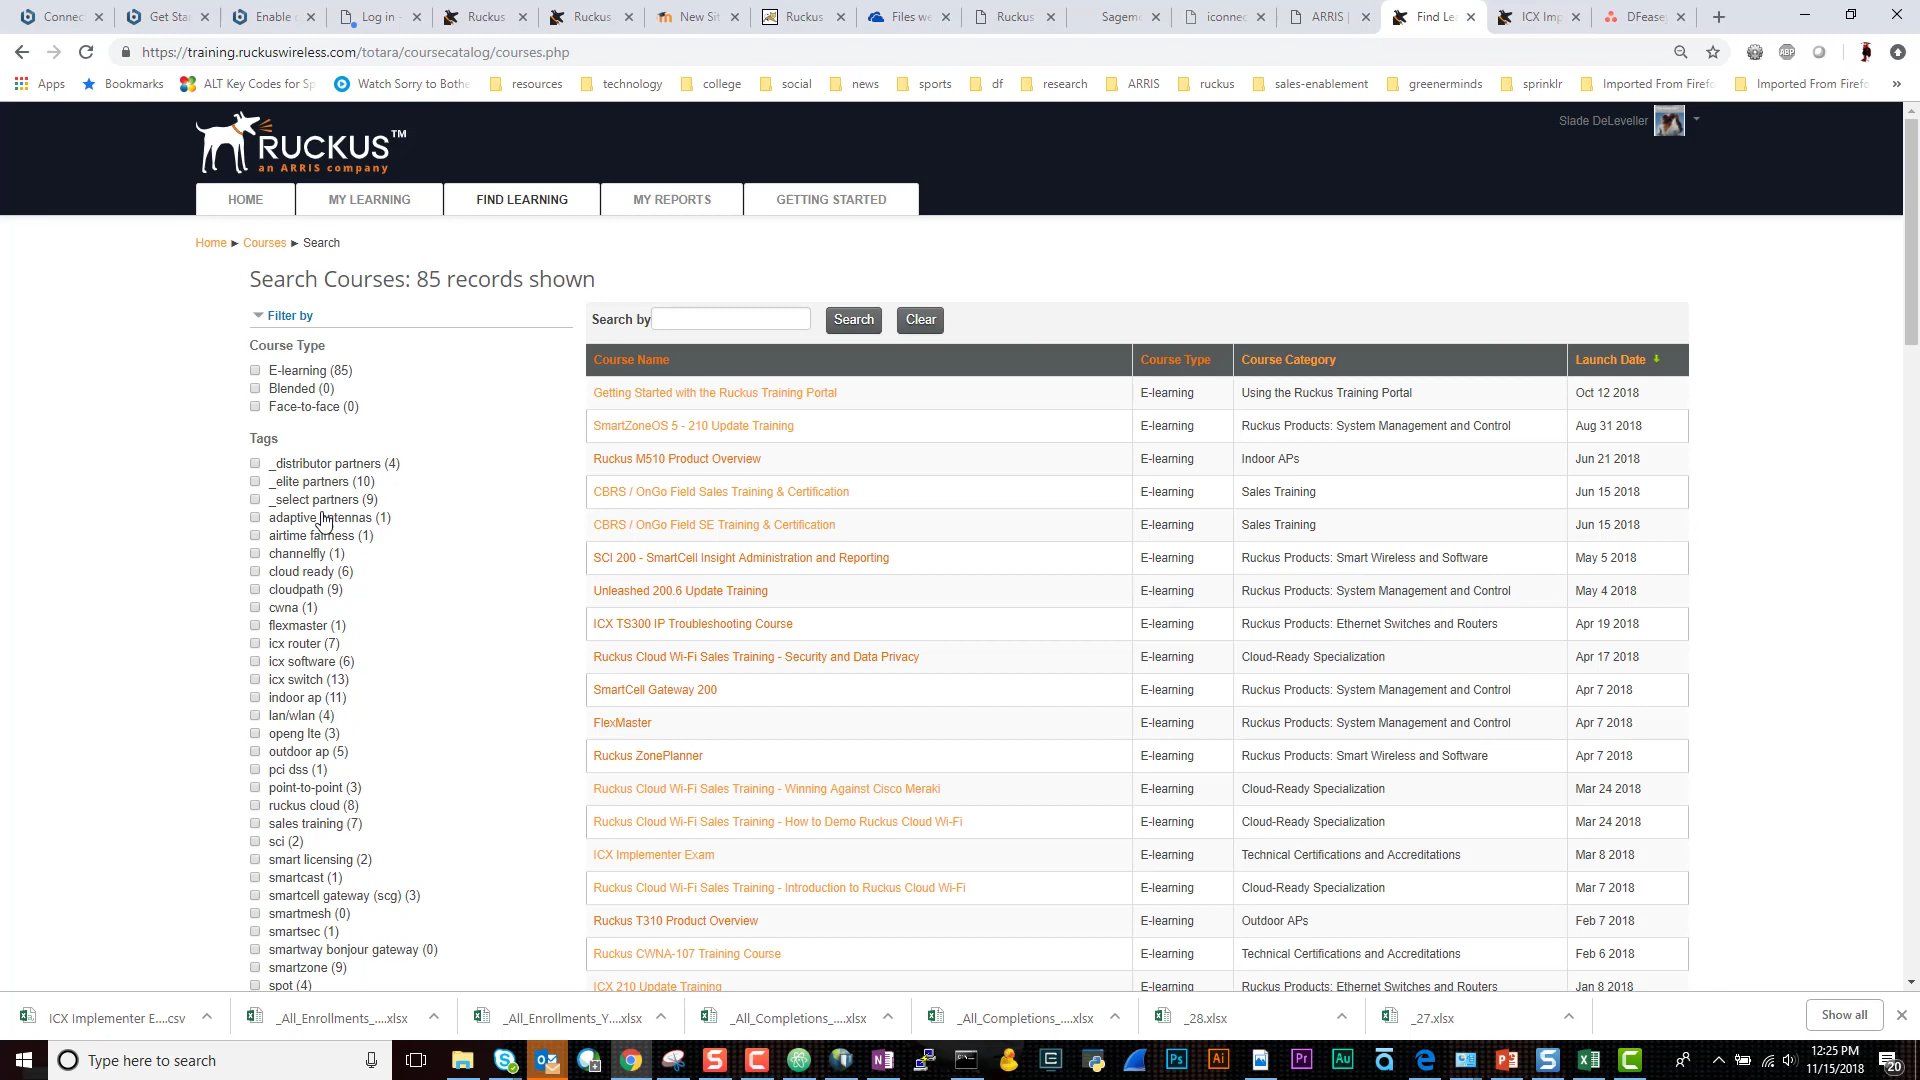 Connec
Get Sta
Enable
Log in -
Ruckus
Ruckus
New Si
Ruckus
Files we
Ruckus
Sagem
iconne
ARRIS
Find Le
ICX Im
DFease
https://training.ruckuswireless.com/totara/coursecatalog/courses.php
ABP
Apps
Bookmarks
ALT Key Codes for Sp
Watch Sorry to Bothe
resources
technology
college
social
news
sports
df
research
ARRIS
ruckus
sales-enablement
greenerminds
sprinklr
Imported From Firefo
Imported From Firefo
RUCKUS™
an ARRIS company
Slade DeLeveller
HOME
MY LEARNING
FIND LEARNING
MY REPORTS
GETTING STARTED
Home ► Courses ► Search
Search Courses: 85 records shown
Filter by
Course Type
E-learning (85)
Blended (0)
Face-to-face (0)
Tags
_distributor partners (4)
_elite partners (10)
_select partners (9)
adaptive antennas (1)
airtime fairness (1)
channelfly (1)
cloud ready (6)
cloudpath (9)
cwna (1)
flexmaster (1)
icx router (7)
icx software (6)
icx switch (13)
indoor ap (11)
lan/wlan (4)
openg lte (3)
outdoor ap (5)
pci dss (1)
point-to-point (3)
ruckus cloud (8)
sales training (7)
sci (2)
smart licensing (2)
smartcast (1)
smartcell gateway (scg) (3)
smartmesh (0)
smartsec (1)
smartway bonjour gateway (0)
smartzone (9)
spot (4)
Search by
Search
Clear
Course Name Course Type Course Category Launch Date
Getting Started with the Ruckus Training Portal E-learning Using the Ruckus Training Portal Oct 12 2018
SmartZoneOS 5 - 210 Update Training E-learning Ruckus Products: System Management and Control Aug 31 2018
Ruckus M510 Product Overview E-learning Indoor APs Jun 21 2018
CBRS / OnGo Field Sales Training & Certification E-learning Sales Training Jun 15 2018
CBRS / OnGo Field SE Training & Certification E-learning Sales Training Jun 15 2018
SCI 200 - SmartCell Insight Administration and Reporting E-learning Ruckus Products: Smart Wireless and Software May 5 2018
Unleashed 200.6 Update Training E-learning Ruckus Products: System Management and Control May 4 2018
ICX TS300 IP Troubleshooting Course E-learning Ruckus Products: Ethernet Switches and Routers Apr 19 2018
Ruckus Cloud Wi-Fi Sales Training - Security and Data Privacy E-learning Cloud-Ready Specialization Apr 17 2018
SmartCell Gateway 200 E-learning Ruckus Products: System Management and Control Apr 7 2018
FlexMaster E-learning Ruckus Products: System Management and Control Apr 7 2018
Ruckus ZonePlanner E-learning Ruckus Products: Smart Wireless and Software Apr 7 2018
Ruckus Cloud Wi-Fi Sales Training - Winning Against Cisco Meraki E-learning Cloud-Ready Specialization Mar 24 2018
Ruckus Cloud Wi-Fi Sales Training - How to Demo Ruckus Cloud Wi-Fi E-learning Cloud-Ready Specialization Mar 24 2018
ICX Implementer Exam E-learning Technical Certifications and Accreditations Mar 8 2018
Ruckus Cloud Wi-Fi Sales Training - Introduction to Ruckus Cloud Wi-Fi E-learning Cloud-Ready Specialization Mar 7 2018
Ruckus T310 Product Overview E-learning Outdoor APs Feb 7 2018
Ruckus CWNA-107 Training Course E-learning Technical Certifications and Accreditations Feb 6 2018
ICX 210 Update Training E-learning Ruckus Products: Ethernet Switches and Routers Jan 8 2018
ICX Implementer E....csv
_All_Enrollments_....xlsx
_All_Enrollments_Y....xlsx
_All_Completions_....xlsx
_All_Completions_....xlsx
_28.xlsx
_27.xlsx
Show all
Type here to search
Ps
Ai
Pr
Au
12:25 PM
11/15/2018
20